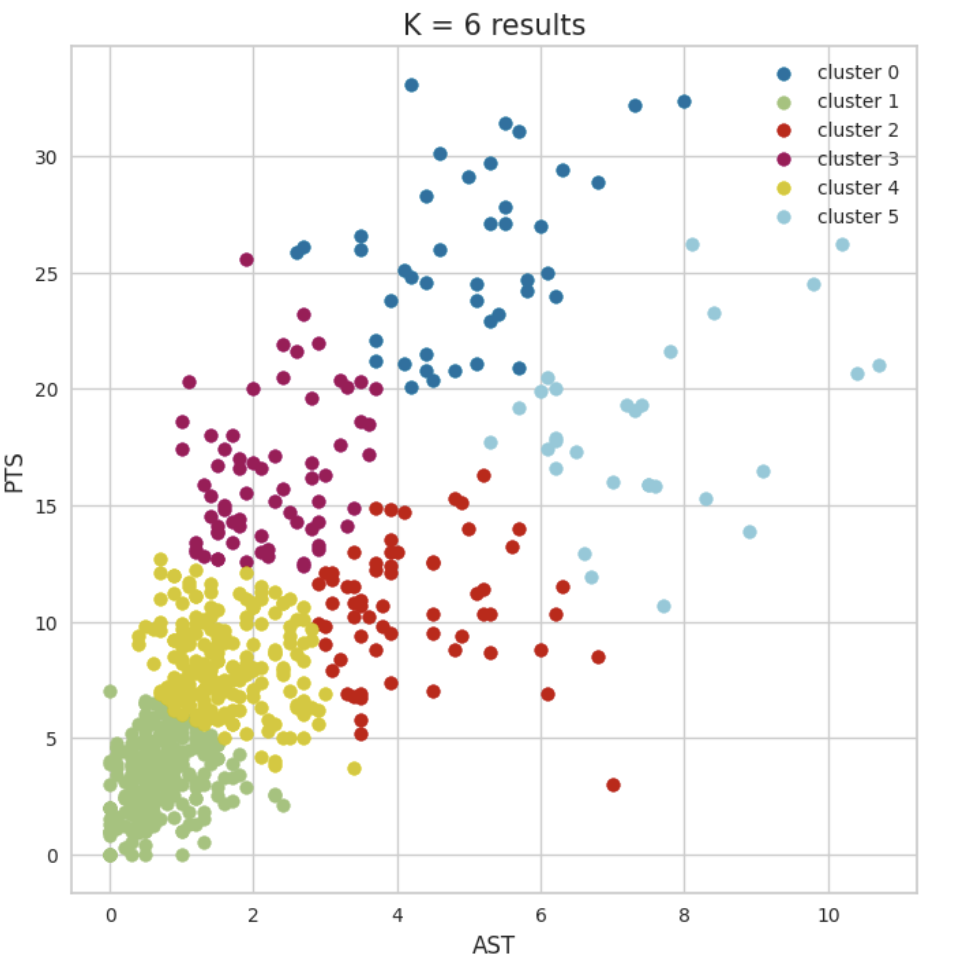 K = 6 results
cluster 0
cluster 1
cluster 2
cluster 3
cluster 4
cluster 5
PTS
30
25
20
15
10
5
0
0 2 4 6 8 10
AST